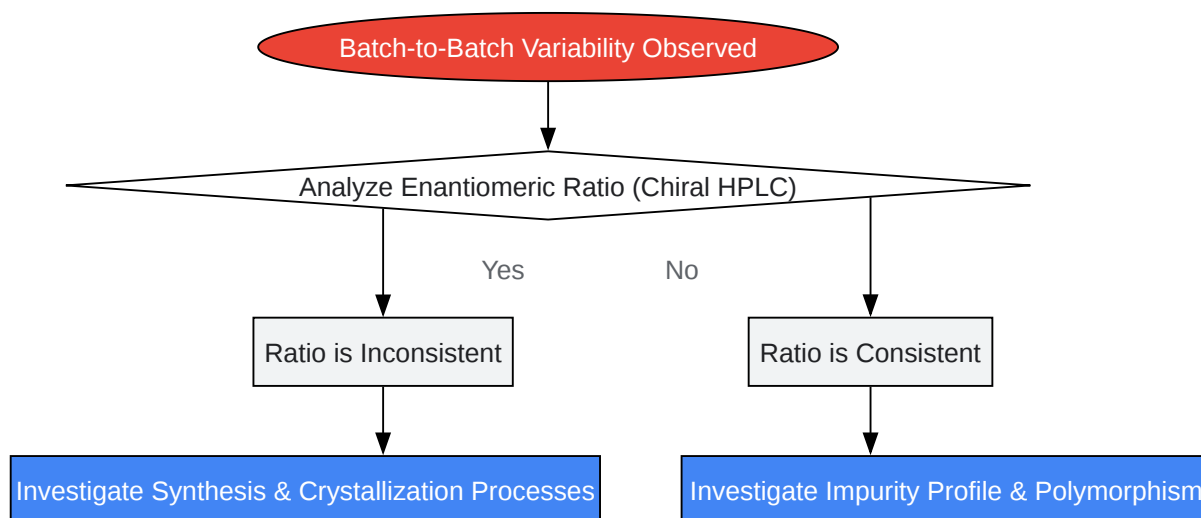 Batch-to-Batch Variability Observed
Analyze Enantiomeric Ratio (Chiral HPLC)
Yes
No
Ratio is Inconsistent
Ratio is Consistent
Investigate Synthesis & Crystallization Processes
Investigate Impurity Profile & Polymorphism